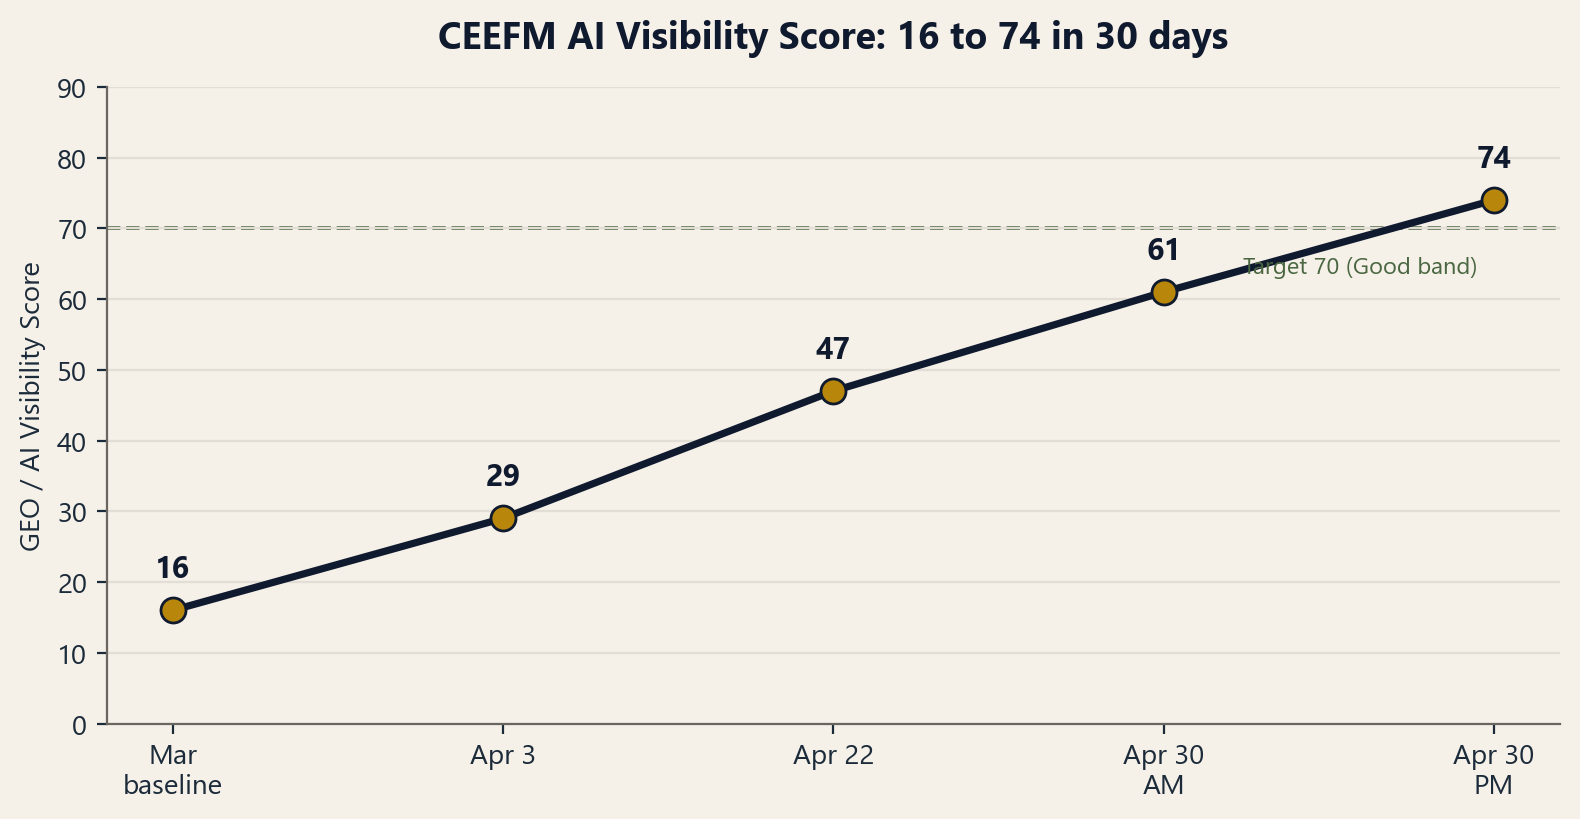 CEEFM AI Visibility Score: 16 to 74 in 30 days
GEO / AI Visibility Score
90
80
70
60
50
40
30
20
10
0
16
29
47
61
74
Target 70 (Good band)
Mar
baseline
Apr 3
Apr 22
Apr 30
AM
Apr 30
PM